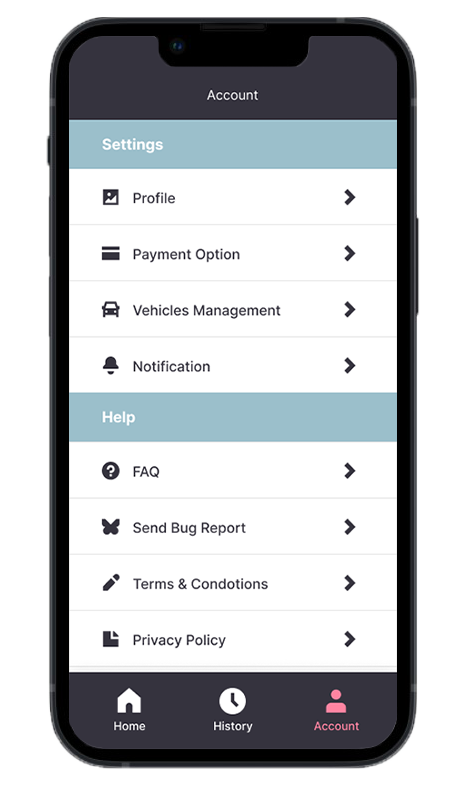 Account
Settings
Profile
Payment Option
Vehicles Management
Notification
Help
FAQ
Send Bug Report
Terms & Condotions
Privacy Policy
Home
History
Account